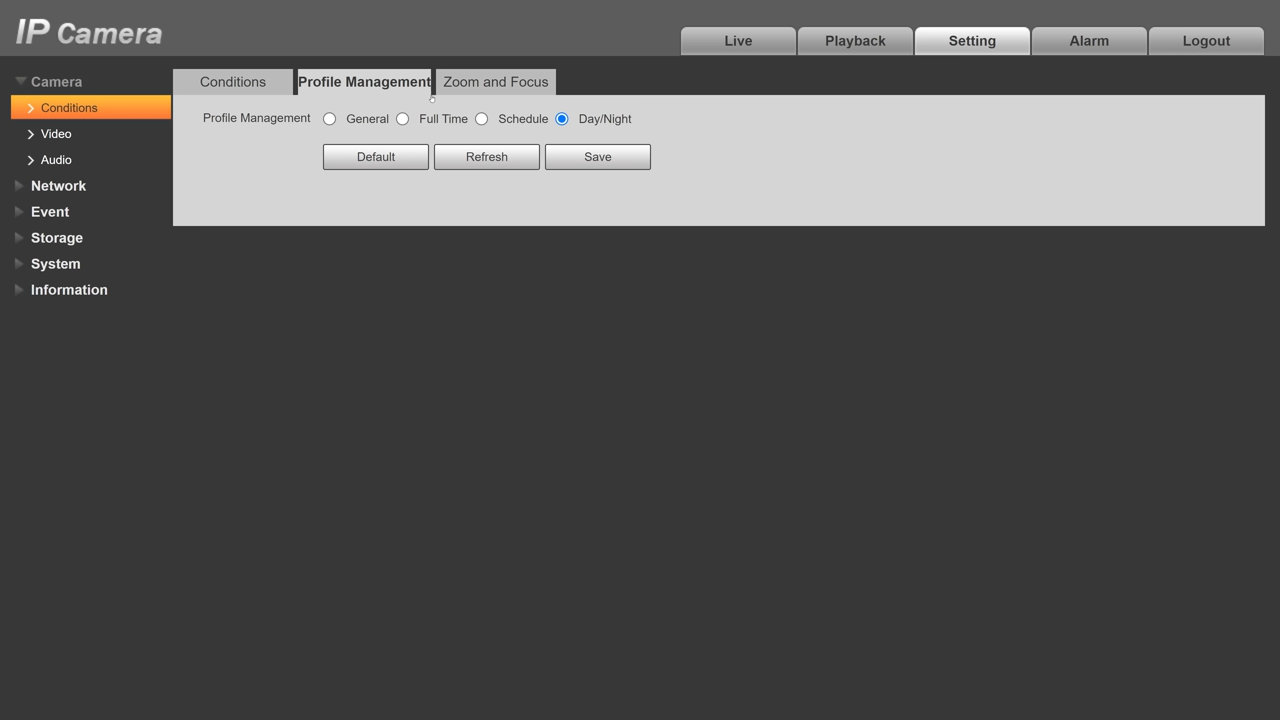 IP Camera
Live Playback Setting Alarm Logout
Camera
Conditions
Video
Audio
Network
Event
Storage
System
Information
Conditions Profile Management Zoom and Focus
Profile Management General Full Time Schedule Day/Night
Default Refresh Save